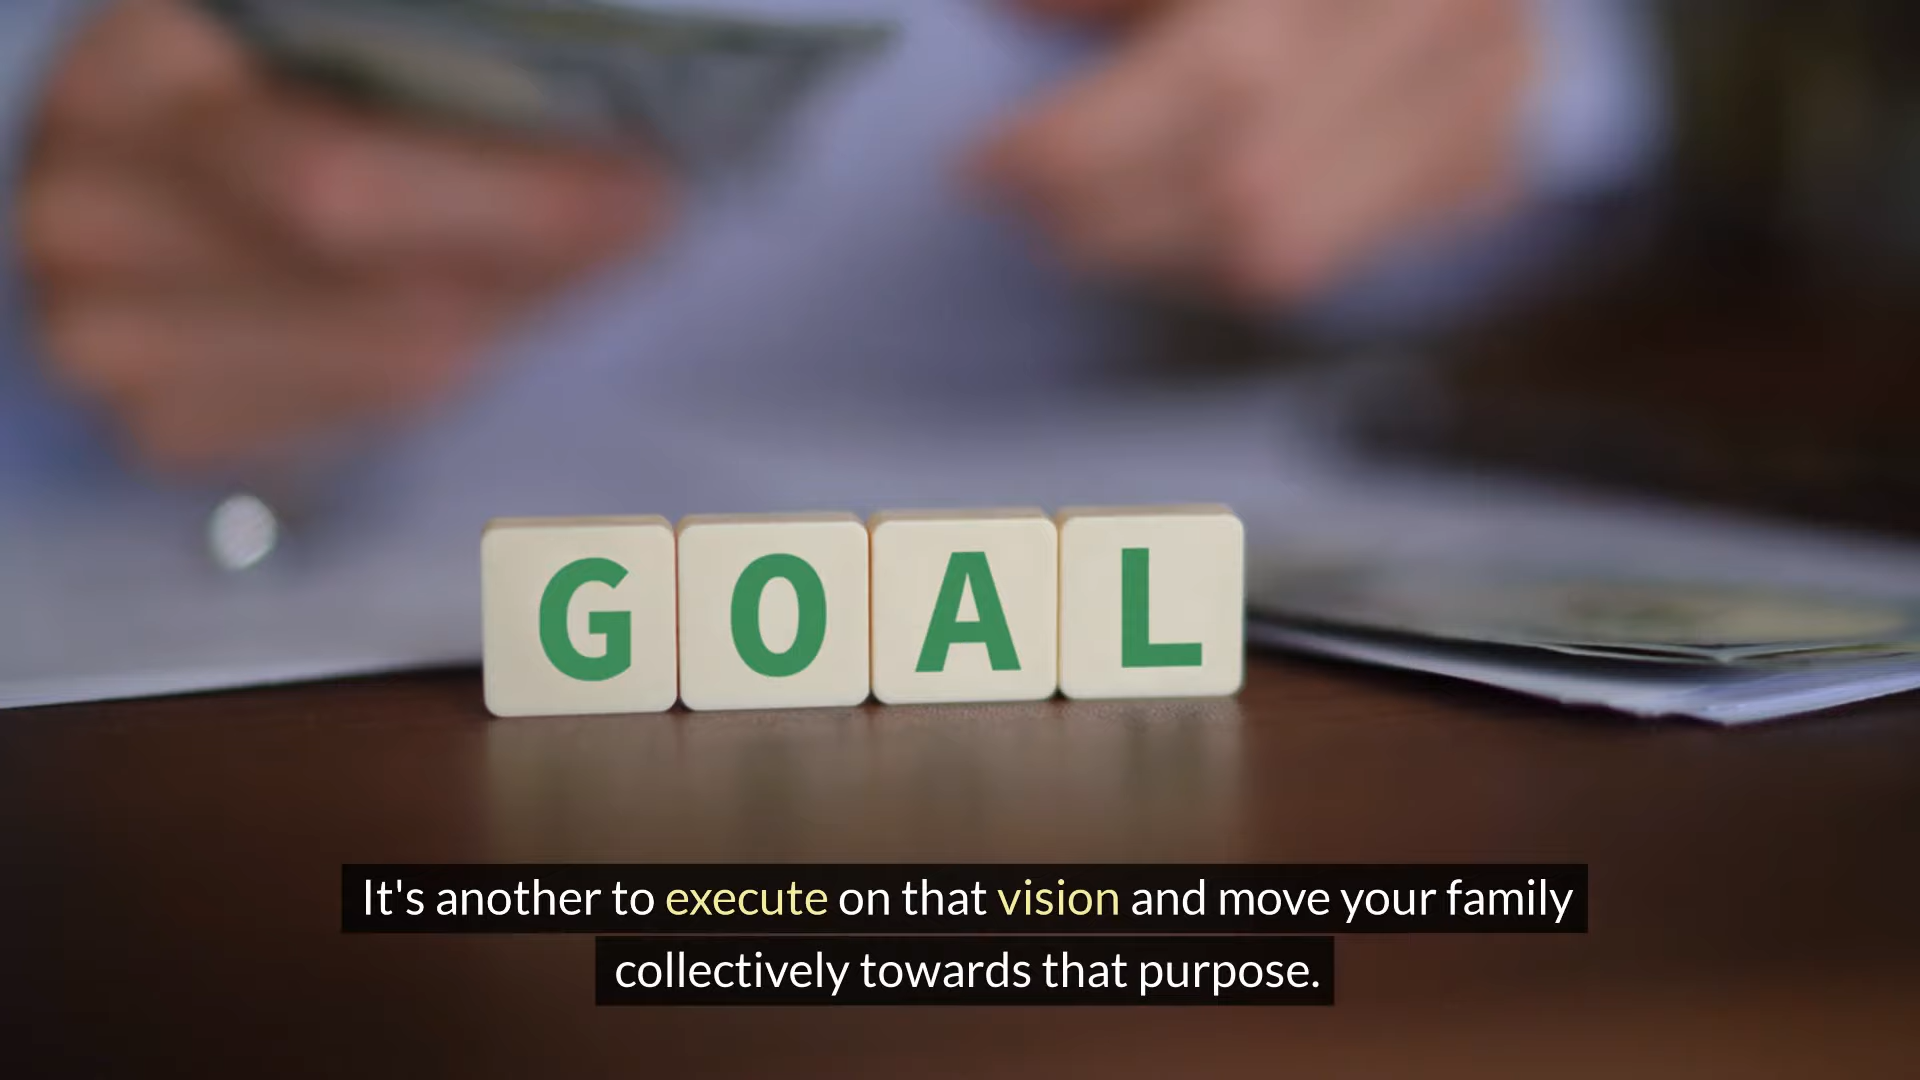 GOAL
It's another to execute on that vision and move your family
collectively towards that purpose.